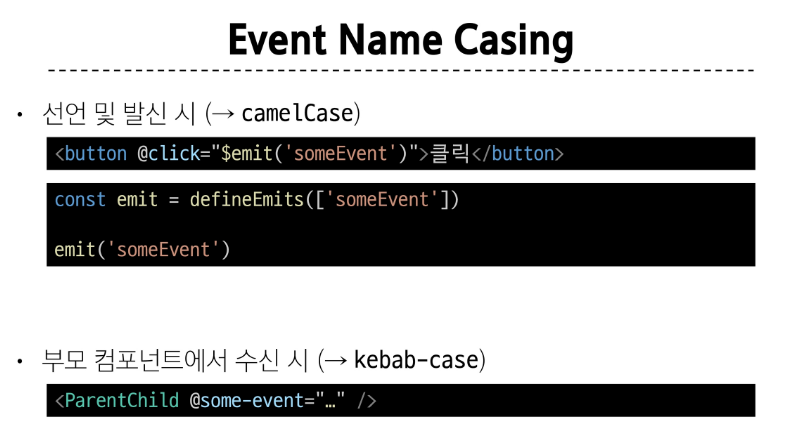 Event Name Casing
• 선언 및 발신 시 (→ camelCase)
<button @click="$emit('someEvent')">클릭</button>
const emit = defineEmits(['someEvent'])
emit('someEvent')
• 부모 컴포넌트에서 수신 시 (→ kebab-case)
<ParentChild @some-event="…" />